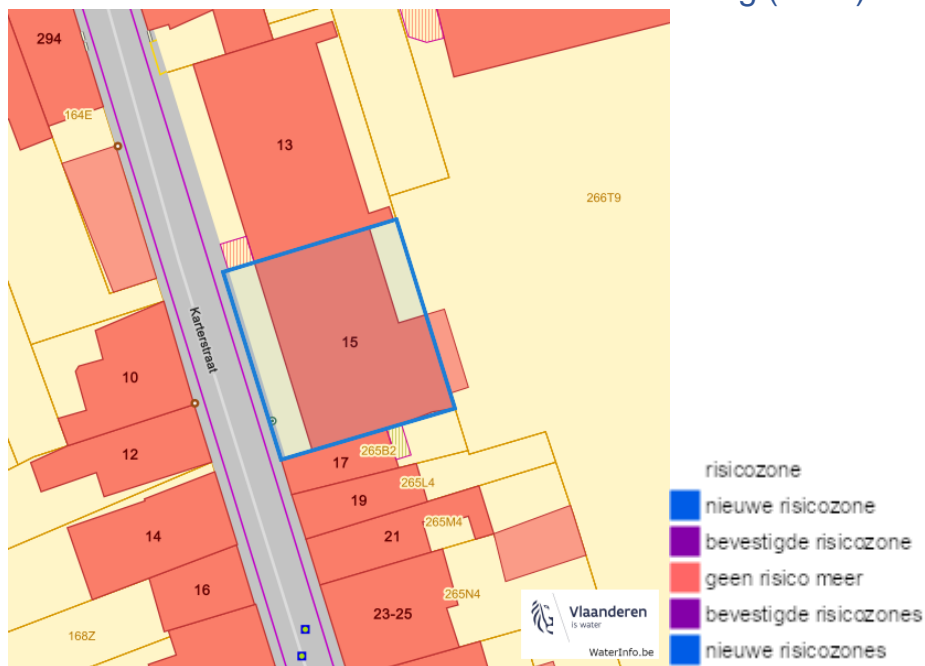 294
164E
13
266T9
Karterstraat
15
10
12
17
265B2
19
265L4
21
265M4
14
16
265N4
23-25
168Z
Vlaanderen
is water
WaterInfo.be
risicozone
nieuwe risicozone
bevestigde risicozone
geen risico meer
bevestigde risicozones
nieuwe risicozones